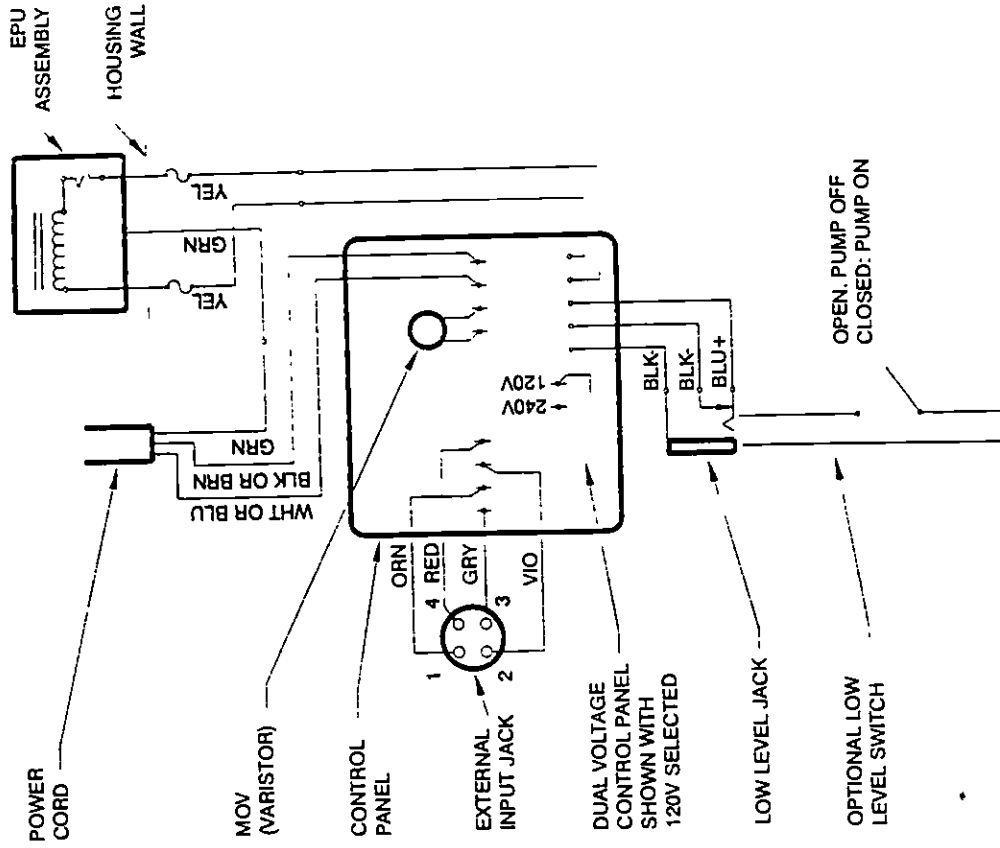 EPU
ASSEMBLY
HOUSING
WALL
YEL
GRN
YEL
POWER
CORD
GRN
BLK OR BRN
WHT OR BLU
MOV
(VARISTOR)
CONTROL
PANEL
EXTERNAL
INPUT JACK
1
4
2
3
ORN
RED
GRY
VIO
240V
120V
DUAL VOLTAGE
CONTROL PANEL
SHOWN WITH
120V SELECTED
BLK-
BLK-
BLU+
LOW LEVEL JACK
OPTIONAL LOW
LEVEL SWITCH
OPEN. PUMP OFF
CLOSED: PUMP ON